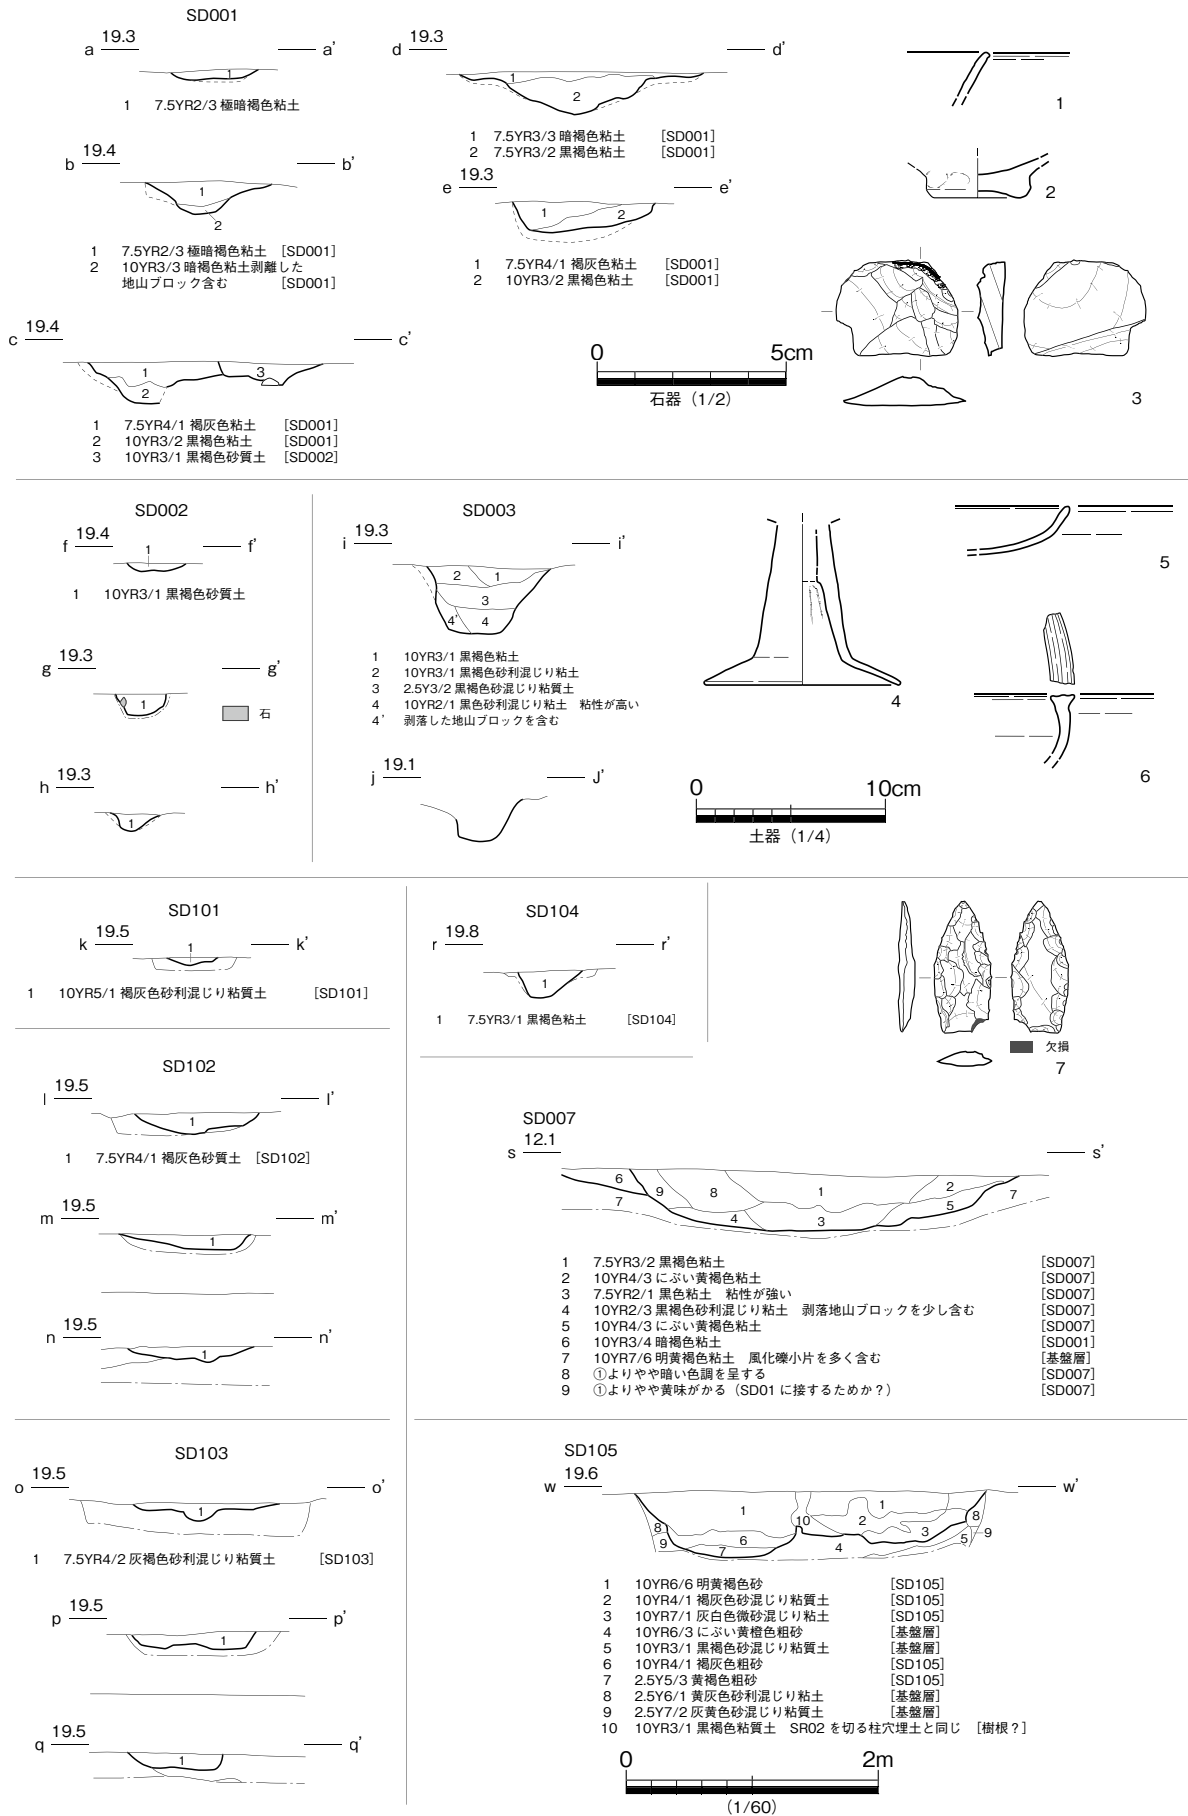 SD001
a 19.3 a’
1
1 7.5YR2/3 極暗褐色粘土
b 19.4 b’
1
2
1 7.5YR2/3 極暗褐色粘土 [SD001]
2 10YR3/3 暗褐色粘土剥離した
地山ブロック含む [SD001]
c 19.4 c’
1
2
3
1 7.5YR4/1 褐灰色粘土 [SD001]
2 10YR3/2 黒褐色粘土 [SD001]
3 10YR3/1 黒褐色砂質土 [SD002]
d 19.3 d’
1
2
1 7.5YR3/3 暗褐色粘土 [SD001]
2 7.5YR3/2 黒褐色粘土 [SD001]
e 19.3 e’
1 2
1 7.5YR4/1 褐灰色粘土 [SD001]
2 10YR3/2 黒褐色粘土 [SD001]
0 5cm
石器（1/2）
1
2
3
SD002
f 19.4 f’
1
1 10YR3/1 黒褐色砂質土
g 19.3 g’
1
石
h 19.3 h’
1
SD003
i 19.3 i’
2 1
3
4’ 4
1 10YR3/1 黒褐色粘土
2 10YR3/1 黒褐色砂利混じり粘土
3 2.5Y3/2 黒褐色砂混じり粘質土
4 10YR2/1 黒色砂利混じり粘土 粘性が高い
4’ 剥落した地山ブロックを含む
j 19.1 J’
4
5
6
0 10cm
土器（1/4）
SD101
k 19.5 k’
1
1 10YR5/1 褐灰色砂利混じり粘質土 [SD101]
SD102
l 19.5 l’
1
1 7.5YR4/1 褐灰色砂質土 [SD102]
m 19.5 m’
1
n 19.5 n’
1
SD103
o 19.5 o’
1
1 7.5YR4/2 灰褐色砂利混じり粘質土 [SD103]
p 19.5 p’
1
q 19.5 q’
1
SD104
r 19.8 r’
1
1 7.5YR3/1 黒褐色粘土 [SD104]
欠損
7
SD007
s 12.1 s’
6 7 9 8 4 1 3 2 5 7
1 7.5YR3/2 黒褐色粘土 [SD007]
2 10YR4/3 にぶい黄褐色粘土 [SD007]
3 7.5YR2/1 黒色粘土 粘性が強い [SD007]
4 10YR2/3 黒褐色砂利混じり粘土 剥落地山ブロックを少し含む [SD007]
5 10YR4/3 にぶい黄褐色粘土 [SD007]
6 10YR3/4 暗褐色粘土 [SD001]
7 10YR7/6 明黄褐色粘土 風化礫小片を多く含む [基盤層]
8 ①よりやや暗い色調を呈する [SD007]
9 ①よりやや黄味がかる（SD01 に接するためか？） [SD007]
SD105
w 19.6 w’
8 9 1 6 7 10 1 2 3 4 5 8 9
1 10YR6/6 明黄褐色砂 [SD105]
2 10YR4/1 褐灰色砂混じり粘質土 [SD105]
3 10YR7/1 灰白色微砂混じり粘土 [SD105]
4 10YR6/3 にぶい黄橙色粗砂 [基盤層]
5 10YR3/1 黒褐色砂混じり粘質土 [基盤層]
6 10YR4/1 褐灰色粗砂 [SD105]
7 2.5Y5/3 黄褐色粗砂 [SD105]
8 2.5Y6/1 黄灰色砂利混じり粘土 [基盤層]
9 2.5Y7/2 灰黄色砂混じり粘質土 [基盤層]
10 10YR3/1 黒褐色粘質土 SR02 を切る柱穴埋土と同じ [樹根？]
0 2m
（1/60）